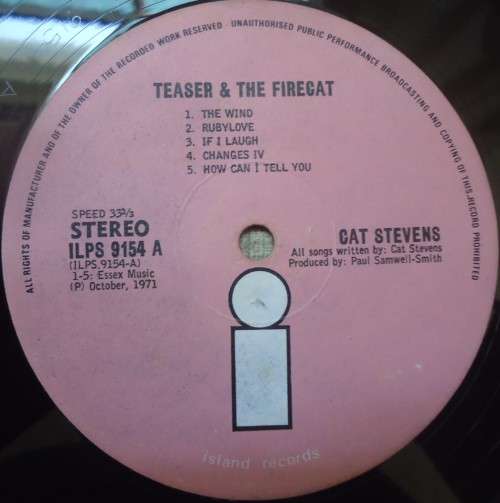 ALL RIGHTS OF MANUFACTURER AND OF THE OWNER OF THE RECORDED WORK RESERVED - UNAUTHORISED PUBLIC PERFORMANCE BROADCASTING AND COPYING OF THIS RECORD PROHIBITED
TEASER & THE FIRECAT
1. THE WIND
2. RUBYLOVE
3. IF I LAUGH
4. CHANGES IV
5. HOW CAN I TELL YOU
SPEED 33⅓
STEREO
ILPS 9154 A
(ILPS.9154-A)
1-5: Essex Music
(P) October, 1971
CAT STEVENS
All songs written by: Cat Stevens
Produced by: Paul Samwell-Smith
island records